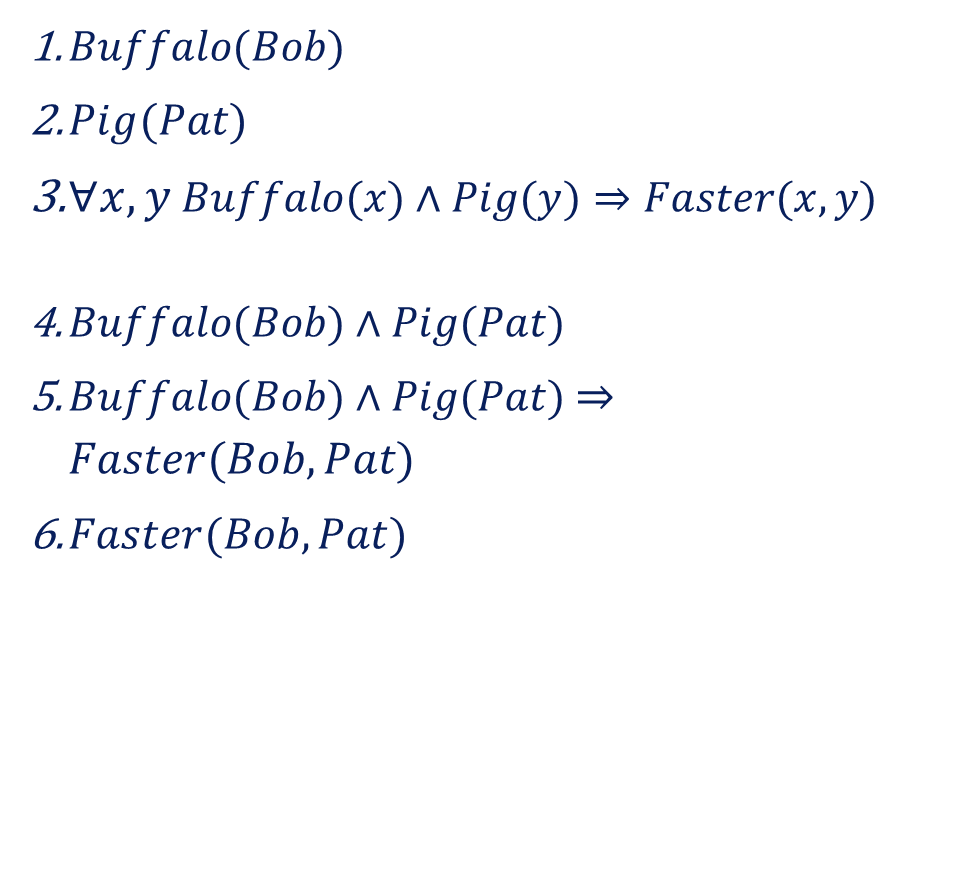 1. Buffalo(Bob)
2. Pig(Pat)
3. ∀x, y Buffalo(x) ∧ Pig(y) ⇒ Faster(x, y)
4. Buffalo(Bob) ∧ Pig(Pat)
5. Buffalo(Bob) ∧ Pig(Pat) ⇒
Faster(Bob, Pat)
6. Faster(Bob, Pat)